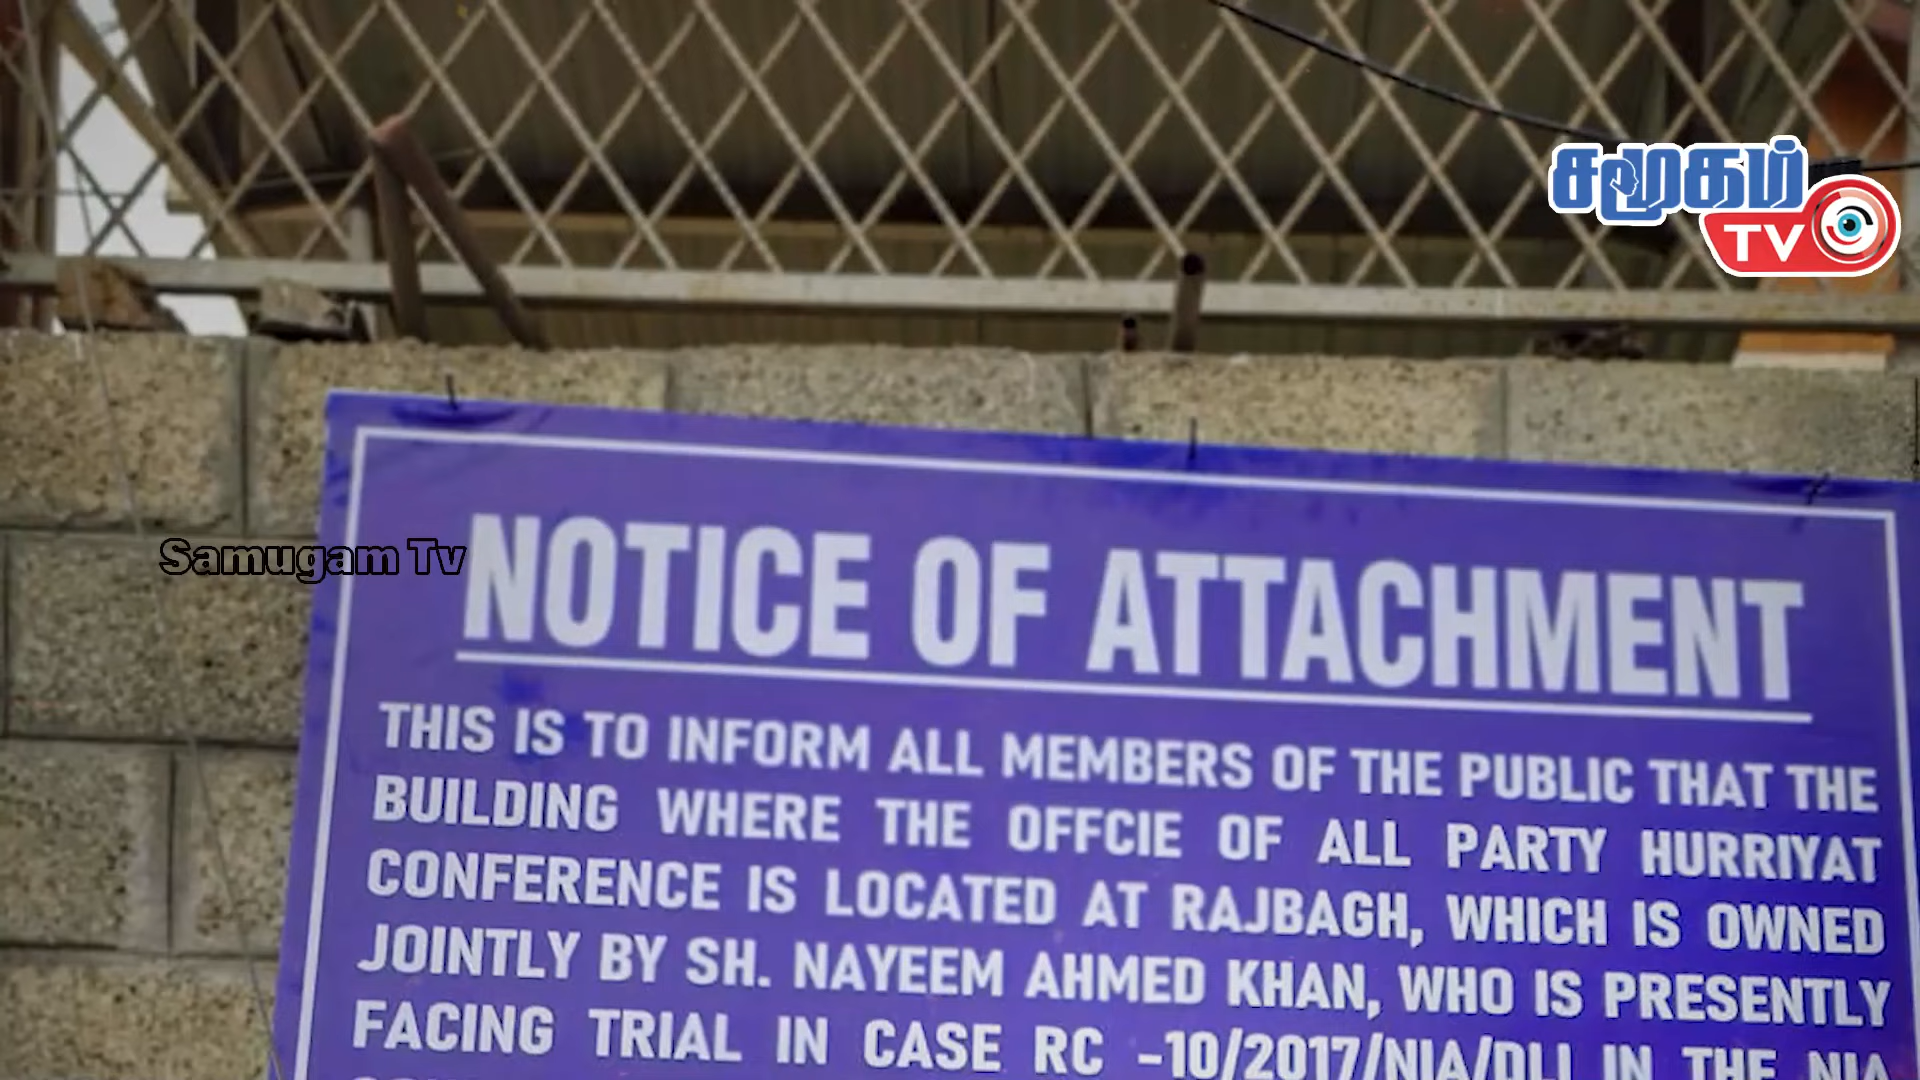 சமூகம்
TV
Samugam Tv
NOTICE OF ATTACHMENT
THIS IS TO INFORM ALL MEMBERS OF THE PUBLIC THAT THE
BUILDING WHERE THE OFFCIE OF ALL PARTY HURRIYAT
CONFERENCE IS LOCATED AT RAJBAGH, WHICH IS OWNED
JOINTLY BY SH. NAYEEM AHMED KHAN, WHO IS PRESENTLY
FACING TRIAL IN CASE RC -10/2017/NIA/DLI IN THE NIA